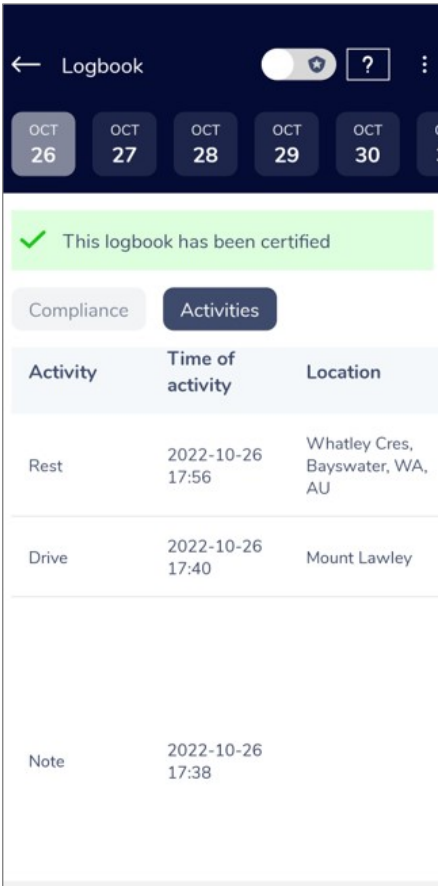 Logbook ?
OCT OCT OCT OCT OCT
26 27 28 29 30
This logbook has been certified
Compliance Activities
Activity Time of activity Location
Rest 2022-10-26 17:56 Whatley Cres, Bayswater, WA, AU
Drive 2022-10-26 17:40 Mount Lawley
Note 2022-10-26 17:38